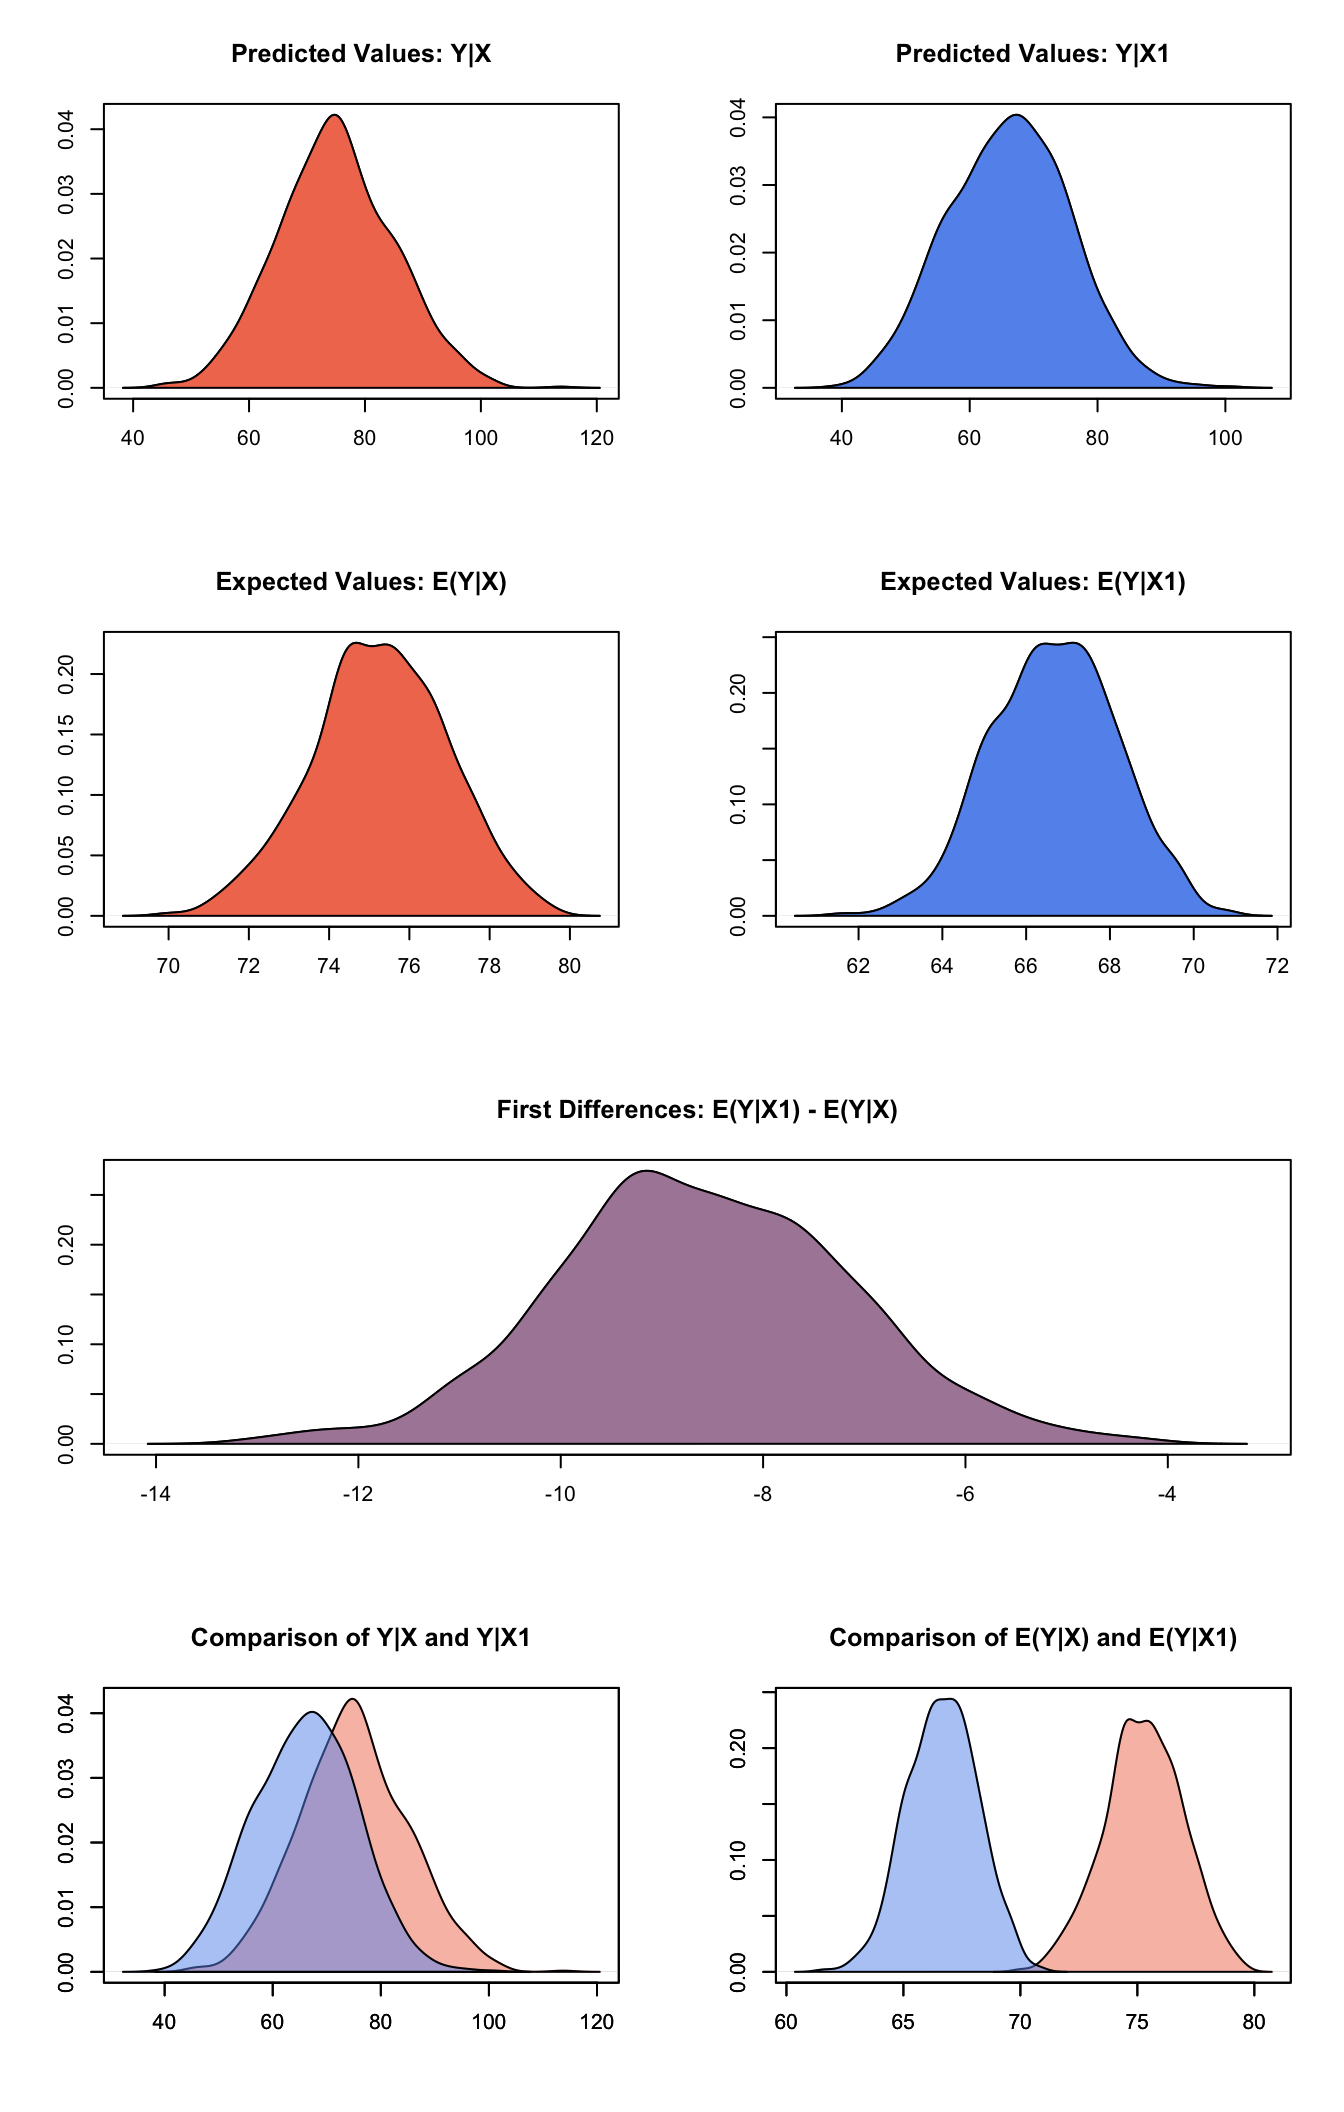 Predicted Values: Y|X
0.00 0.01 0.02 0.03 0.04
40 60 80 100 120
Predicted Values: Y|X1
0.00 0.01 0.02 0.03 0.04
40 60 80 100
Expected Values: E(Y|X)
0.00 0.05 0.10 0.15 0.20
70 72 74 76 78 80
Expected Values: E(Y|X1)
0.00 0.10 0.20
62 64 66 68 70 72
First Differences: E(Y|X1) - E(Y|X)
0.00 0.10 0.20
-14 -12 -10 -8 -6 -4
Comparison of Y|X and Y|X1
0.00 0.01 0.02 0.03 0.04
40 60 80 100 120
Comparison of E(Y|X) and E(Y|X1)
0.00 0.10 0.20
60 65 70 75 80